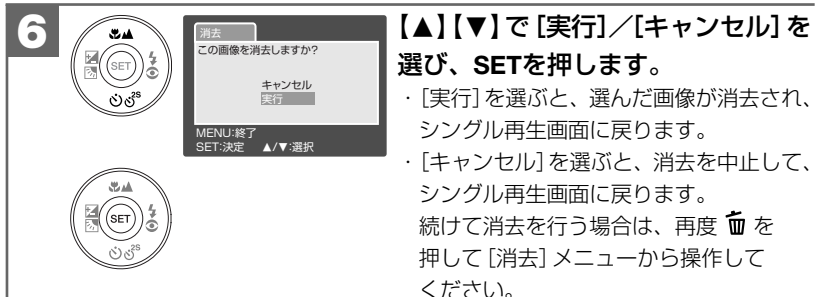 6
SET
2S
消去
この画像を消去しますか?
キャンセル
実行
MENU:終了
SET:決定 ▲/▼:選択
SET
2S
【▲】【▼】で [実行]／[キャンセル] を
選び、SETを押します。
・[実行] を選ぶと、選んだ画像が消去され、
シングル再生画面に戻ります。
・[キャンセル] を選ぶと、消去を中止して、
シングル再生画面に戻ります。
続けて消去を行う場合は、再度 を
押して [消去] メニューから操作して
ください。